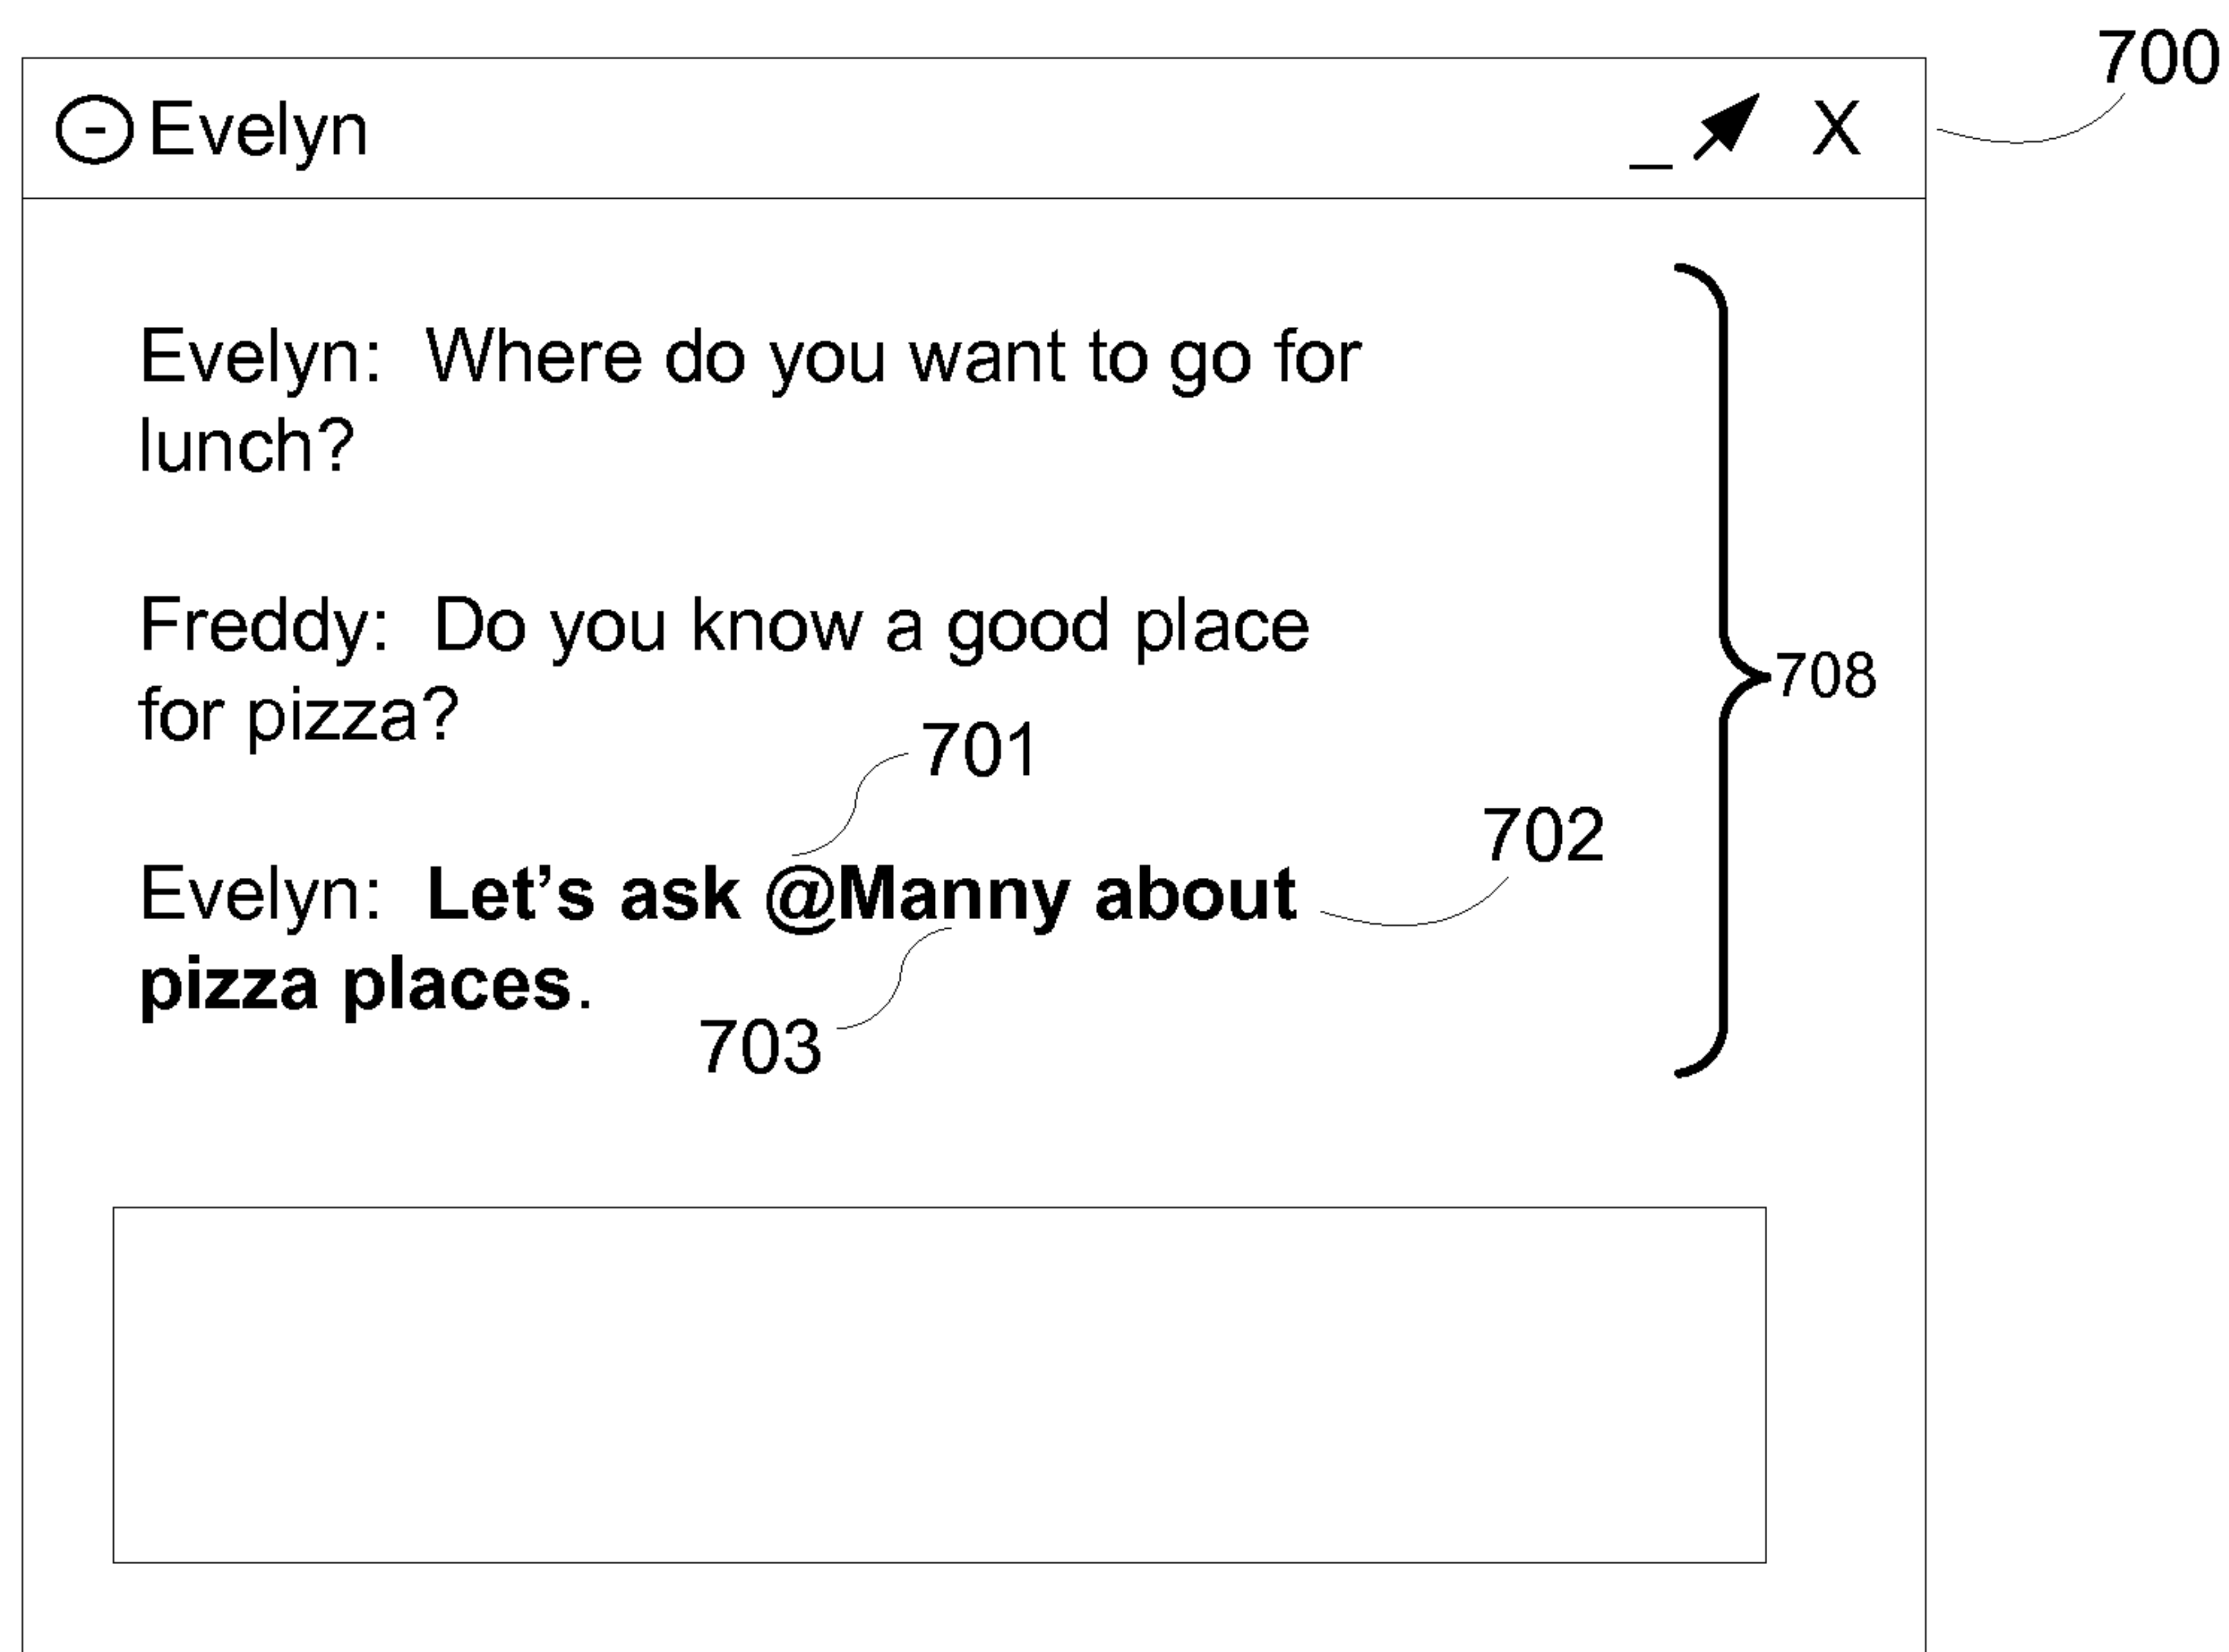 700
Evelyn _ X
Evelyn: Where do you want to go for
lunch?
Freddy: Do you know a good place
for pizza?
708
701
702
Evelyn: Let’s ask @Manny about
pizza places.
703